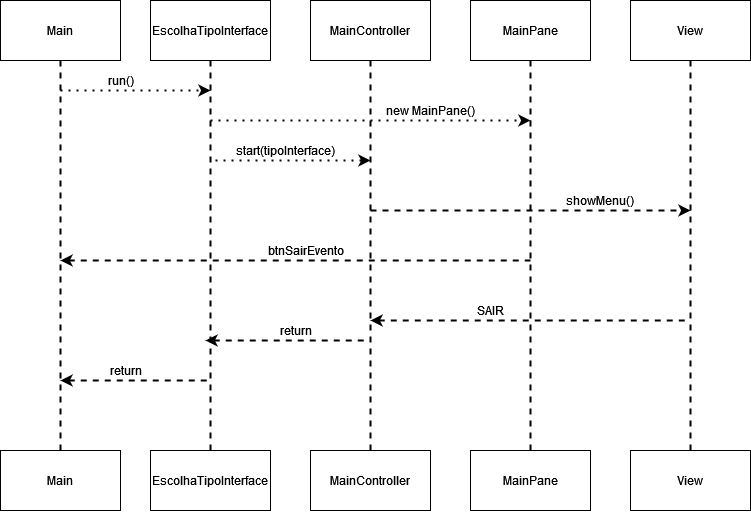 Main
EscolhaTipoInterface
MainController
MainPane
View
run()
new MainPane()
start(tipoInterface)
showMenu()
btnSairEvento
SAIR
return
return
Main
EscolhaTipoInterface
MainController
MainPane
View